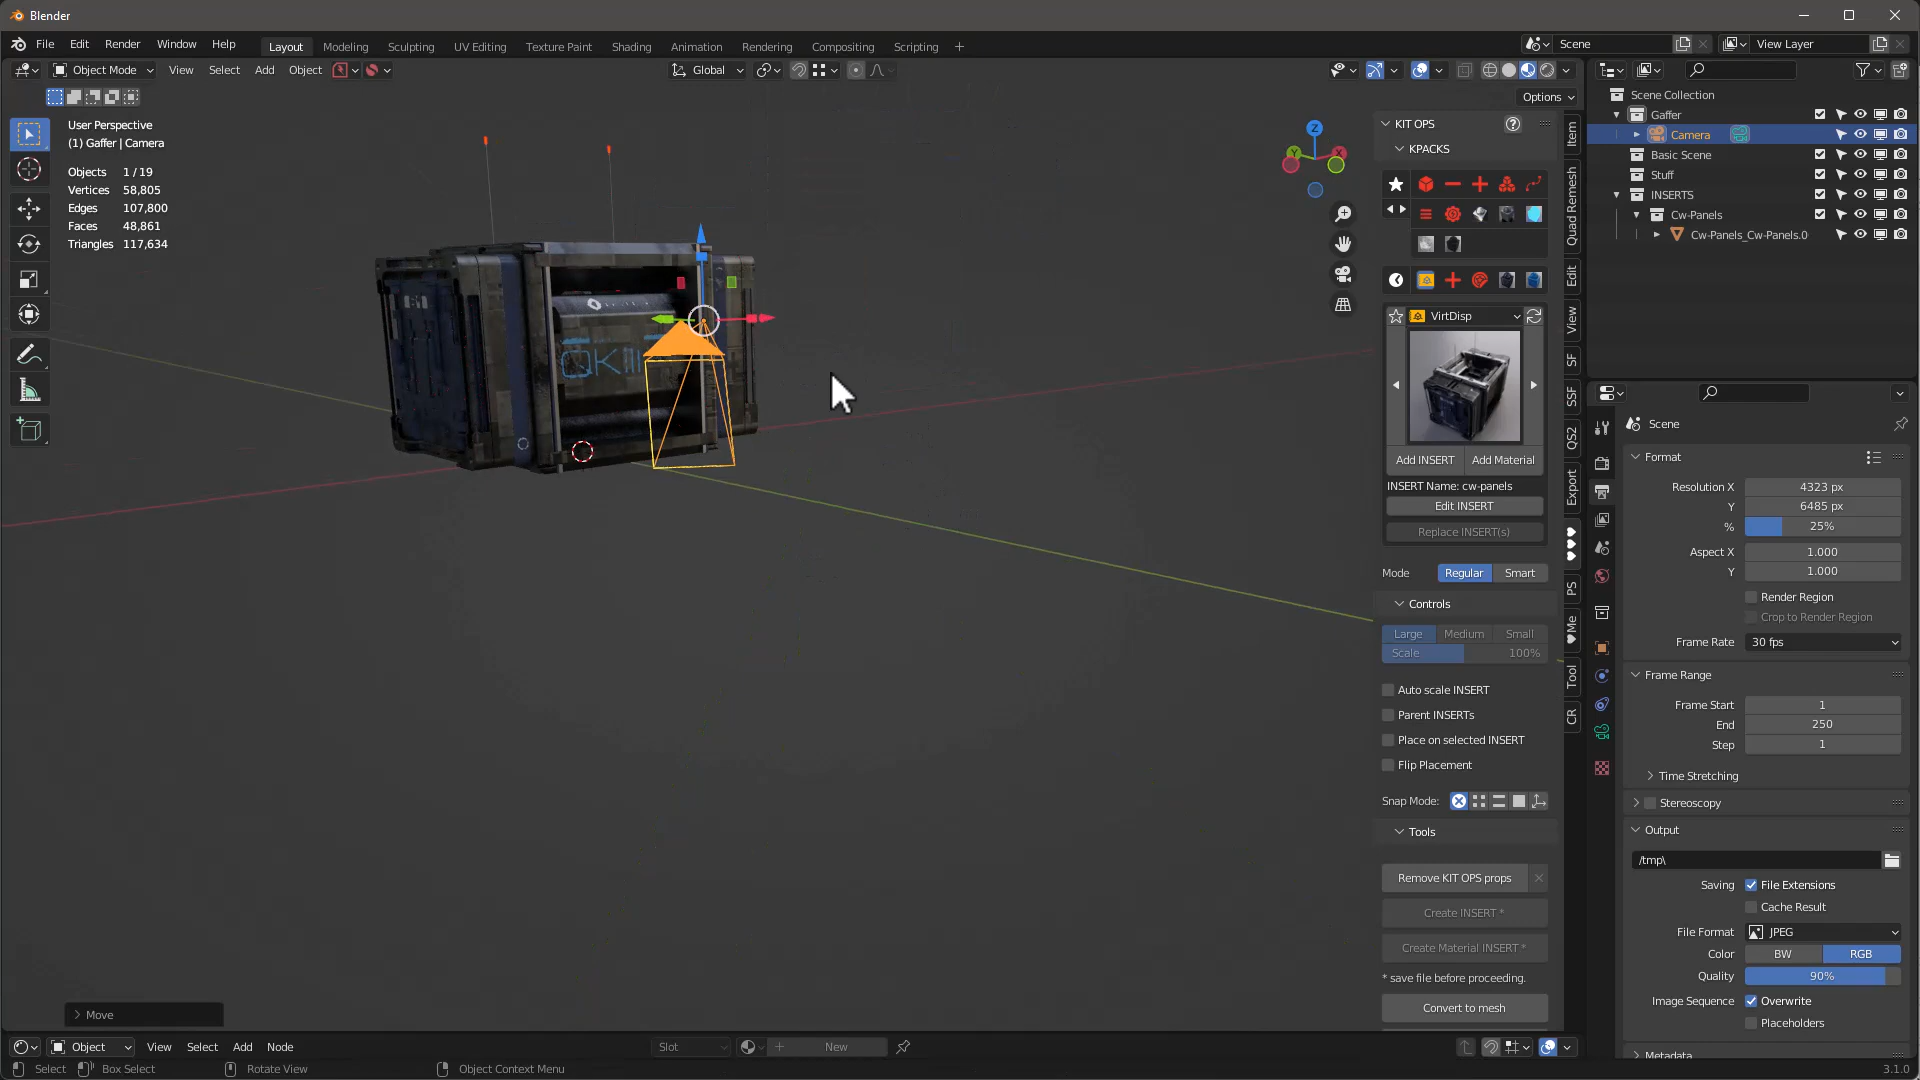 Blender
File Edit Render Window Help Layout Modeling Sculpting UV Editing Texture Paint Shading Animation Rendering Compositing Scripting + Scene View Layer
Object Mode View Select Add Object Global
Options
User Perspective
(1) Gaffer | Camera
Objects 1 / 19
Vertices 58,805
Edges 107,800
Faces 48,861
Triangles 117,634
Z
Y
X
KIT OPS
KPACKS
VirtDisp
Add INSERT Add Material
INSERT Name: cw-panels
Edit INSERT
Replace INSERT(s)
Mode Regular Smart
Controls
Large Medium Small
Scale 100%
Auto scale INSERT
Parent INSERTs
Place on selected INSERT
Flip Placement
Snap Mode:
Tools
Remove KIT OPS props
Create INSERT *
Create Material INSERT *
* save file before proceeding.
Convert to mesh
Item
Quad Remesh
Edit
View
SF
SSF
QS2
Export
PS
Me
Tool
CR
Scene Collection
Gaffer
Camera
Basic Scene
Stuff
INSERTS
Cw-Panels
Cw-Panels_Cw-Panels.0
Scene
Format
Resolution X 4323 px
Y 6485 px
% 25%
Aspect X 1.000
Y 1.000
Render Region
Crop to Render Region
Frame Rate 30 fps
Frame Range
Frame Start 1
End 250
Step 1
Time Stretching
Stereoscopy
Output
/tmp\
Saving File Extensions
Cache Result
File Format JPEG
Color BW RGB
Quality 90%
Image Sequence Overwrite
Placeholders
Metadata
Move
Object View Select Add Node Slot New
Select Box Select Rotate View Object Context Menu 3.1.0